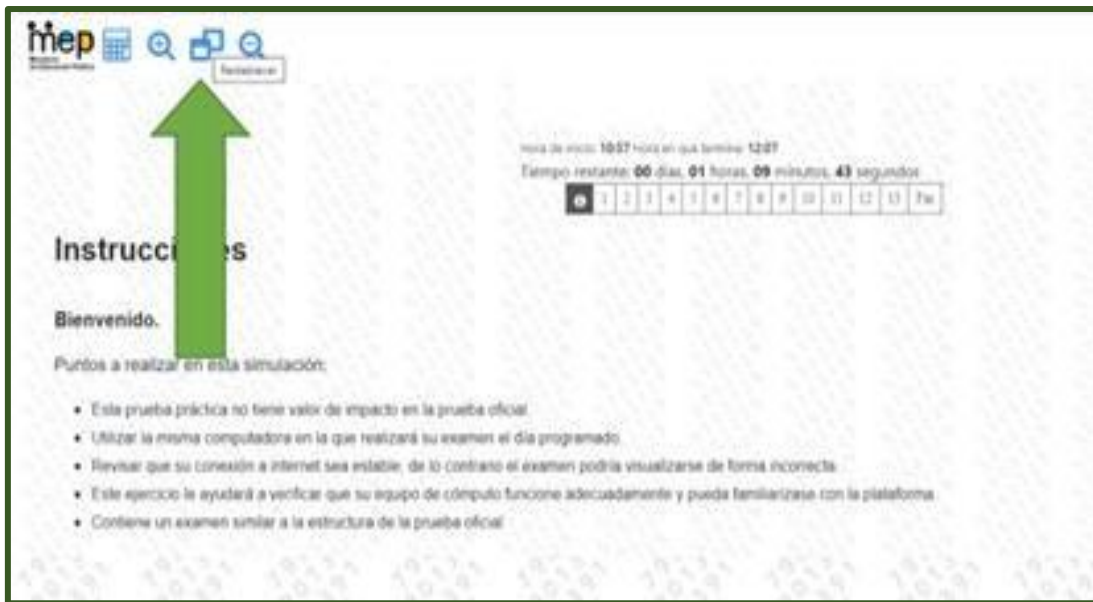 mep
Restablecer
Hora de inicio: 10:57 Hora en que termina: 12:07
Tiempo restante: 00 días, 01 horas, 09 minutos, 43 segundos
1 2 3 4 5 6 7 8 9 10 11 12 13 Fin
Instrucci es
Bienvenido.
Puntos a realizar en esta simulación:
• Esta prueba práctica no tiene valor de impacto en la prueba oficial.
• Utilizar la misma computadora en la que realizará su examen el día programado.
• Revisar que su conexión a internet sea estable, de lo contrario el examen podría visualizarse de forma incorrecta.
• Este ejercicio le ayudará a verificar que su equipo de cómputo funcione adecuadamente y pueda familiarizase con la plataforma.
• Contiene un examen similar a la estructura de la prueba oficial